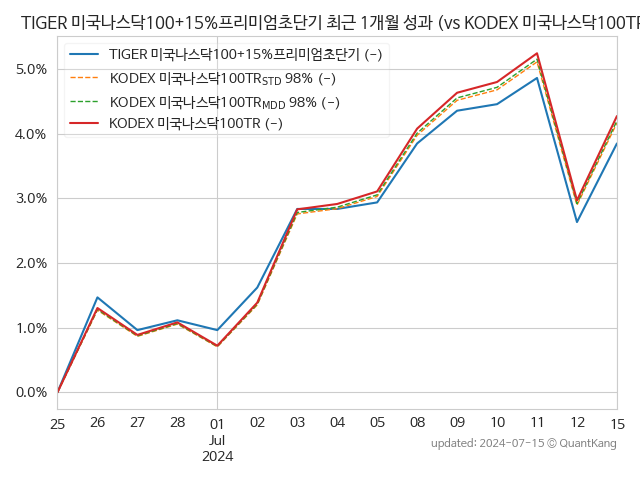 TIGER 미국나스닥100+15%프리미엄초단기 최근 1개월 성과 (vs KODEX 미국나스닥100TR
TIGER 미국나스닥100+15%프리미엄초단기 (-)
KODEX 미국나스닥100TR STD 98% (-)
KODEX 미국나스닥100TR MDD 98% (-)
KODEX 미국나스닥100TR (-)
5.0%
4.0%
3.0%
2.0%
1.0%
0.0%
25 26 27 28 01 02 03 04 05 08 09 10 11 12 15
Jul
2024
updated: 2024-07-15 © QuantKang